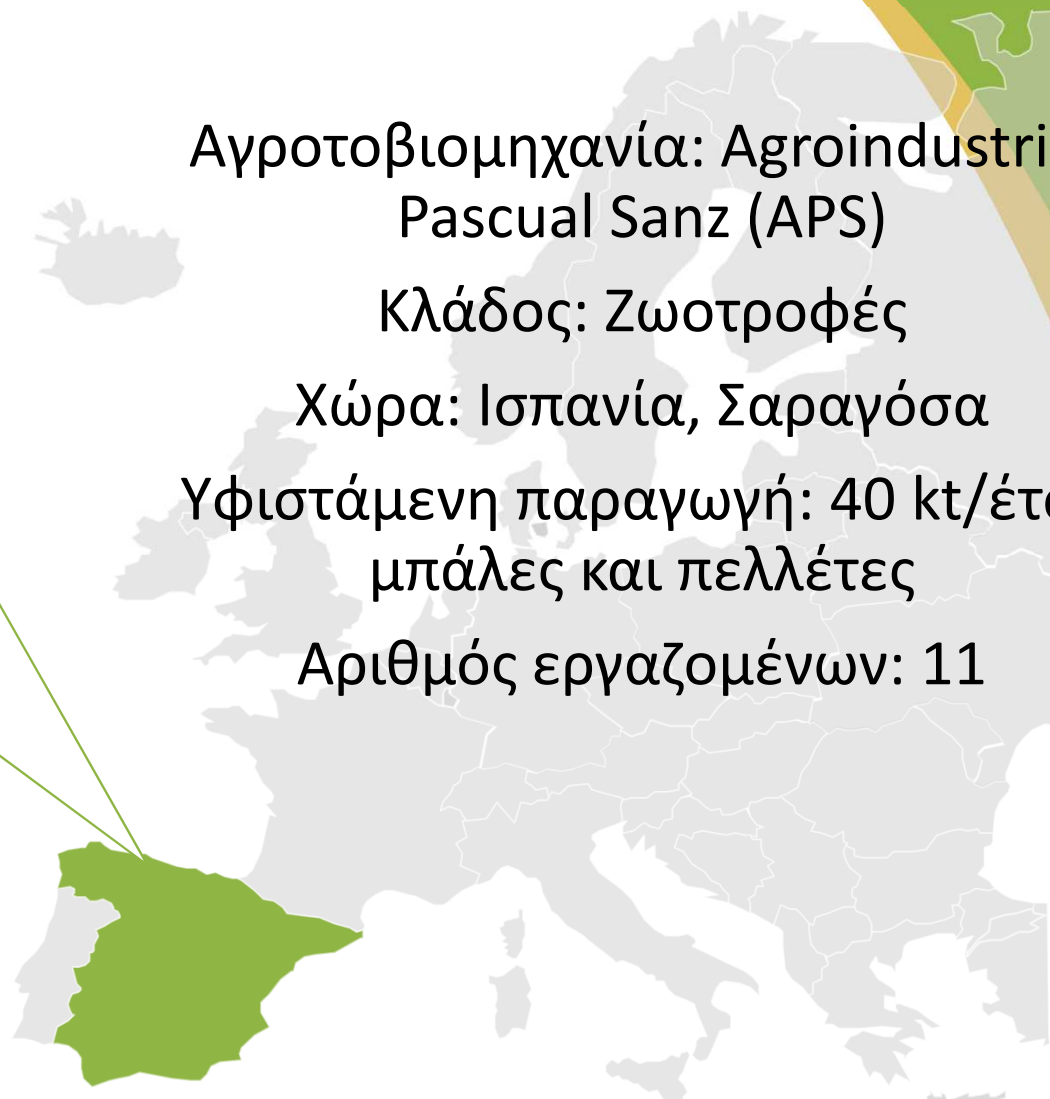 Αγροτοβιομηχανία: Agroindustri
Pascual Sanz (APS)
Κλάδος: Ζωοτροφές
Χώρα: Ισπανία, Σαραγόσα
Υφιστάμενη παραγωγή: 40 kt/έτο
μπάλες και πελλέτες
Αριθμός εργαζομένων: 11